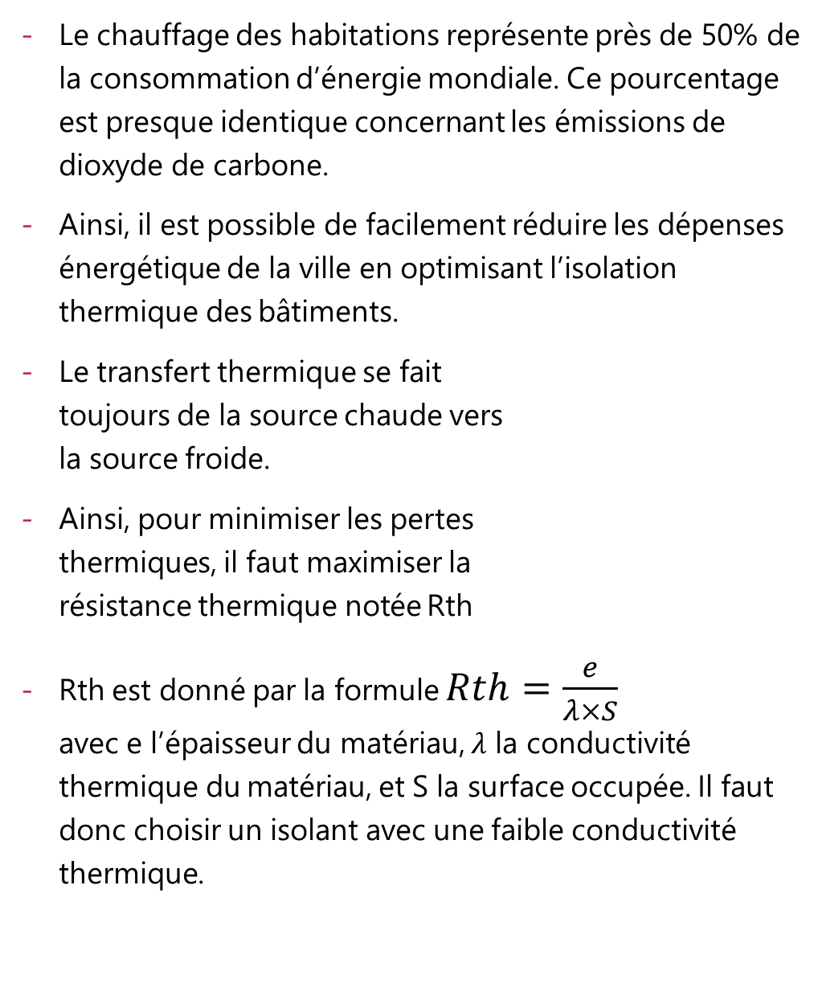 - Le chauffage des habitations représente près de 50% de
la consommation d’énergie mondiale. Ce pourcentage
est presque identique concernant les émissions de
dioxyde de carbone.
- Ainsi, il est possible de facilement réduire les dépenses
énergétique de la ville en optimisant l’isolation
thermique des bâtiments.
- Le transfert thermique se fait
toujours de la source chaude vers
la source froide.
- Ainsi, pour minimiser les pertes
thermiques, il faut maximiser la
résistance thermique notée Rth
- Rth est donné par la formule Rth = e / (λ×S)
avec e l’épaisseur du matériau, λ la conductivité
thermique du matériau, et S la surface occupée. Il faut
donc choisir un isolant avec une faible conductivité
thermique.